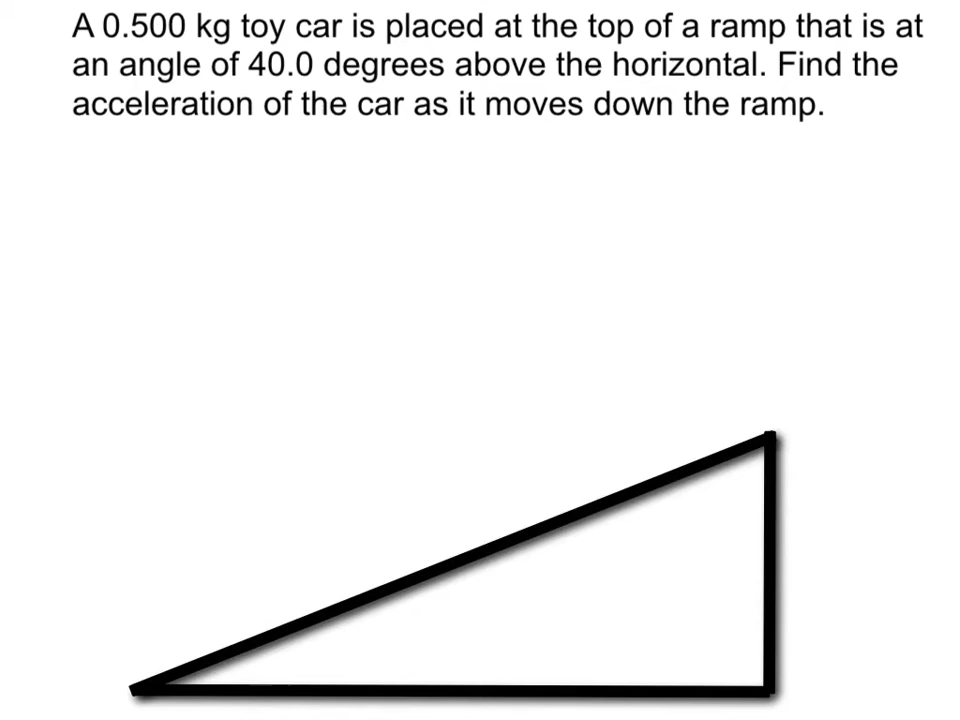 A 0.500 kg toy car is placed at the top of a ramp that is at
an angle of 40.0 degrees above the horizontal. Find the
acceleration of the car as it moves down the ramp.